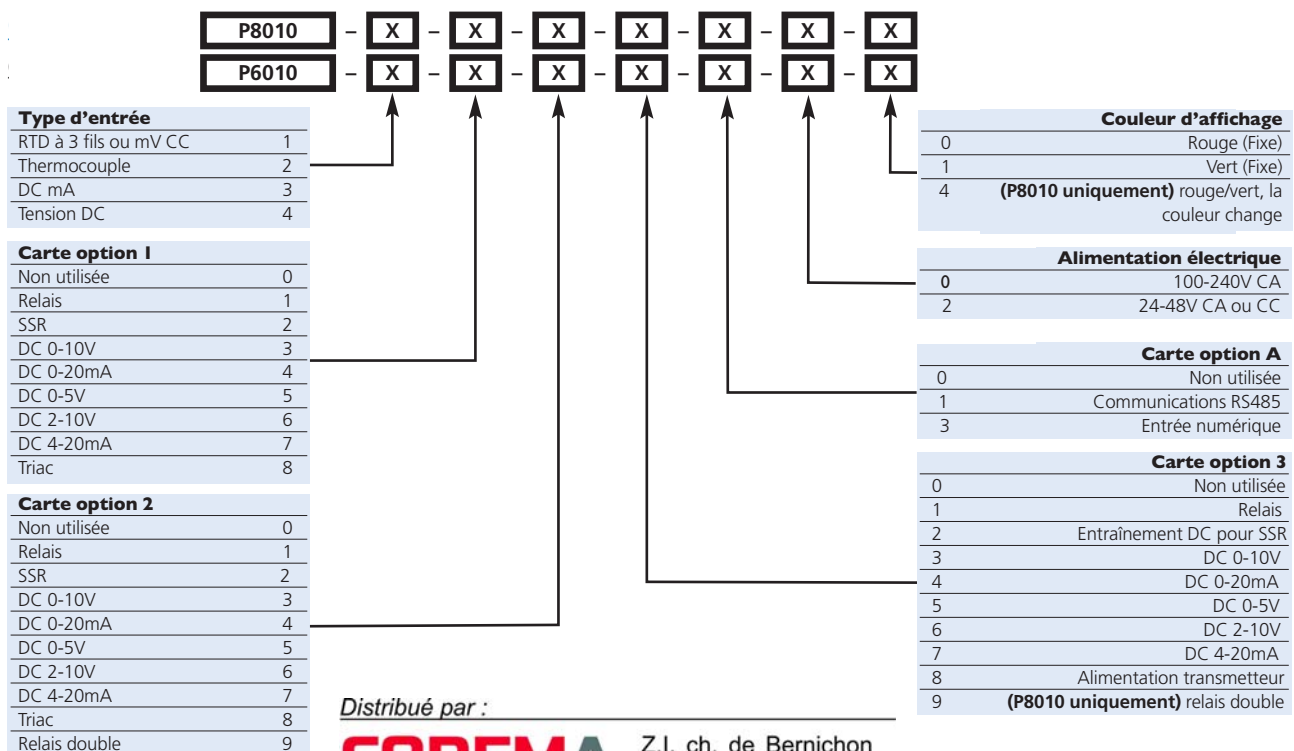 P8010 – X – X – X – X – X – X – X
P6010 – X – X – X – X – X – X – X
Type d’entrée
RTD à 3 fils ou mV CC 1
Thermocouple 2
DC mA 3
Tension DC 4
Carte option 1
Non utilisée 0
Relais 1
SSR 2
DC 0-10V 3
DC 0-20mA 4
DC 0-5V 5
DC 2-10V 6
DC 4-20mA 7
Triac 8
Carte option 2
Non utilisée 0
Relais 1
SSR 2
DC 0-10V 3
DC 0-20mA 4
DC 0-5V 5
DC 2-10V 6
DC 4-20mA 7
Triac 8
Relais double 9
Couleur d’affichage
0 Rouge (Fixe)
1 Vert (Fixe)
4 (P8010 uniquement) rouge/vert, la
couleur change
Alimentation électrique
0 100-240V CA
2 24-48V CA ou CC
Carte option A
0 Non utilisée
1 Communications RS485
3 Entrée numérique
Carte option 3
0 Non utilisée
1 Relais
2 Entraînement DC pour SSR
3 DC 0-10V
4 DC 0-20mA
5 DC 0-5V
6 DC 2-10V
7 DC 4-20mA
8 Alimentation transmetteur
9 (P8010 uniquement) relais double
Distribué par :
Z.I. ch. de Bernichon